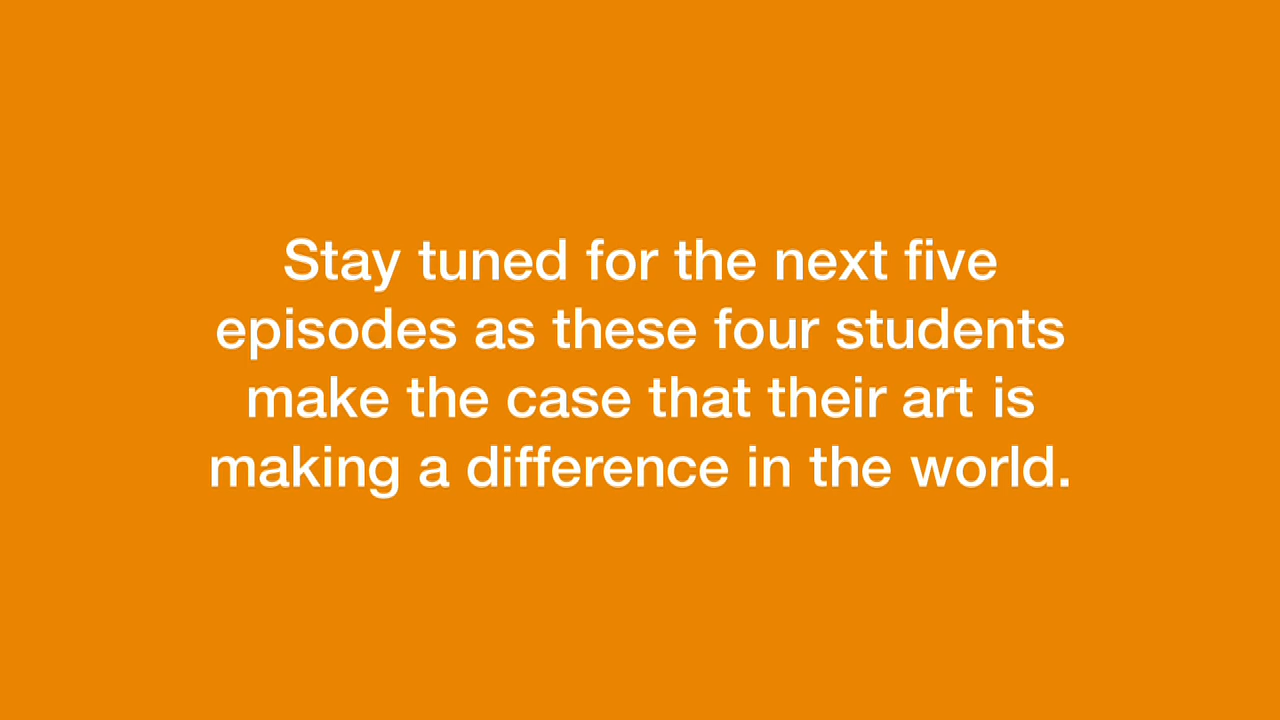 Stay tuned for the next five
episodes as these four students
make the case that their art is
making a difference in the world.